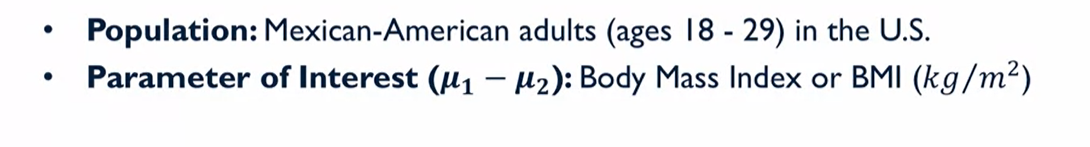 • Population: Mexican-American adults (ages 18 - 29) in the U.S.
• Parameter of Interest (μ₁ − μ₂): Body Mass Index or BMI (kg/m²)